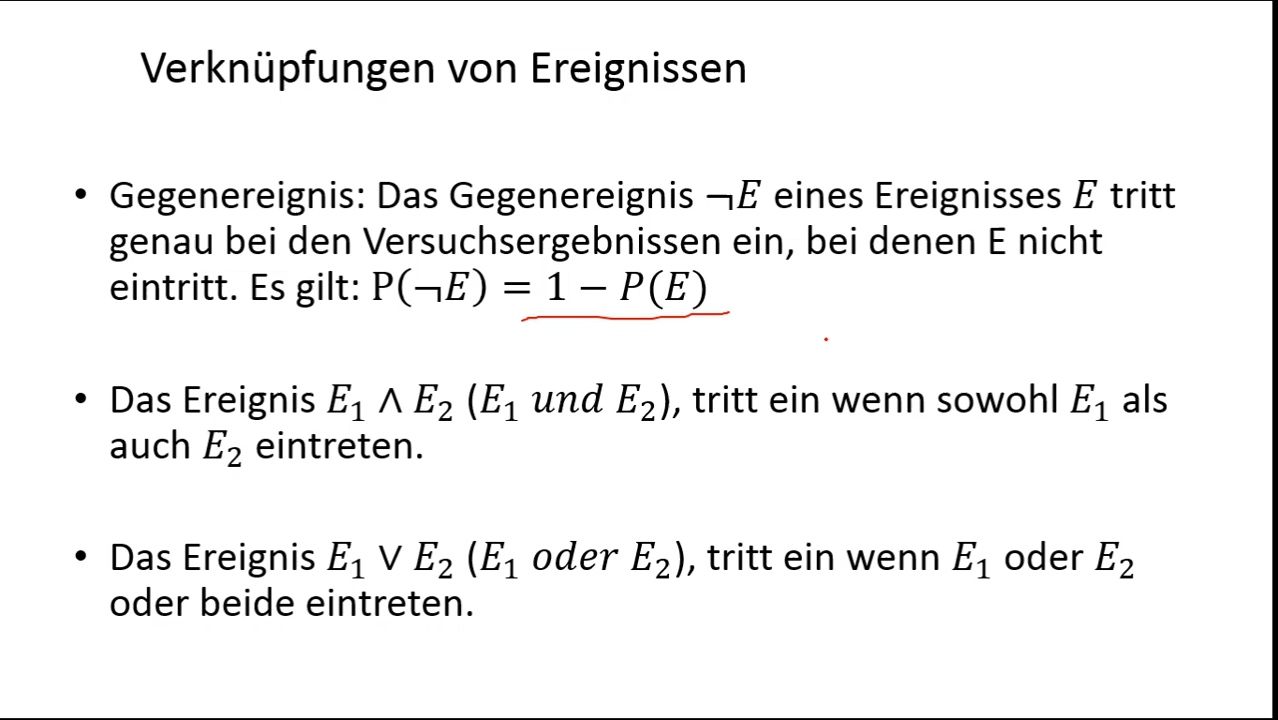 Verknüpfungen von Ereignissen
• Gegenereignis: Das Gegenereignis ¬E eines Ereignisses E tritt
genau bei den Versuchsergebnissen ein, bei denen E nicht
eintritt. Es gilt: P(¬E) = 1 − P(E)
• Das Ereignis E₁ ∧ E₂ (E₁ und E₂), tritt ein wenn sowohl E₁ als
auch E₂ eintreten.
• Das Ereignis E₁ ∨ E₂ (E₁ oder E₂), tritt ein wenn E₁ oder E₂
oder beide eintreten.